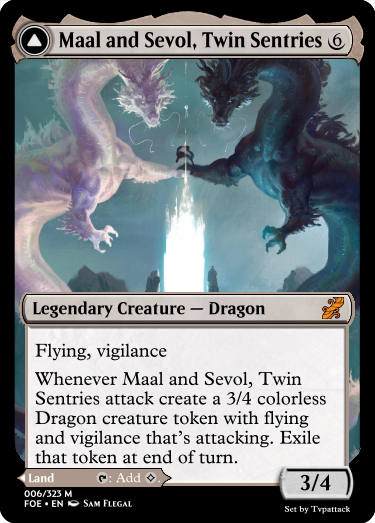 Maal and Sevol, Twin Sentries 6
Legendary Creature — Dragon
Flying, vigilance
Whenever Maal and Sevol, Twin
Sentries attack create a 3/4 colorless
Dragon creature token with flying
and vigilance that's attacking. Exile
that token at end of turn.
Land : Add .
3/4
006/323 M
FOE • EN Sam Flegal
Set by Tvpattack